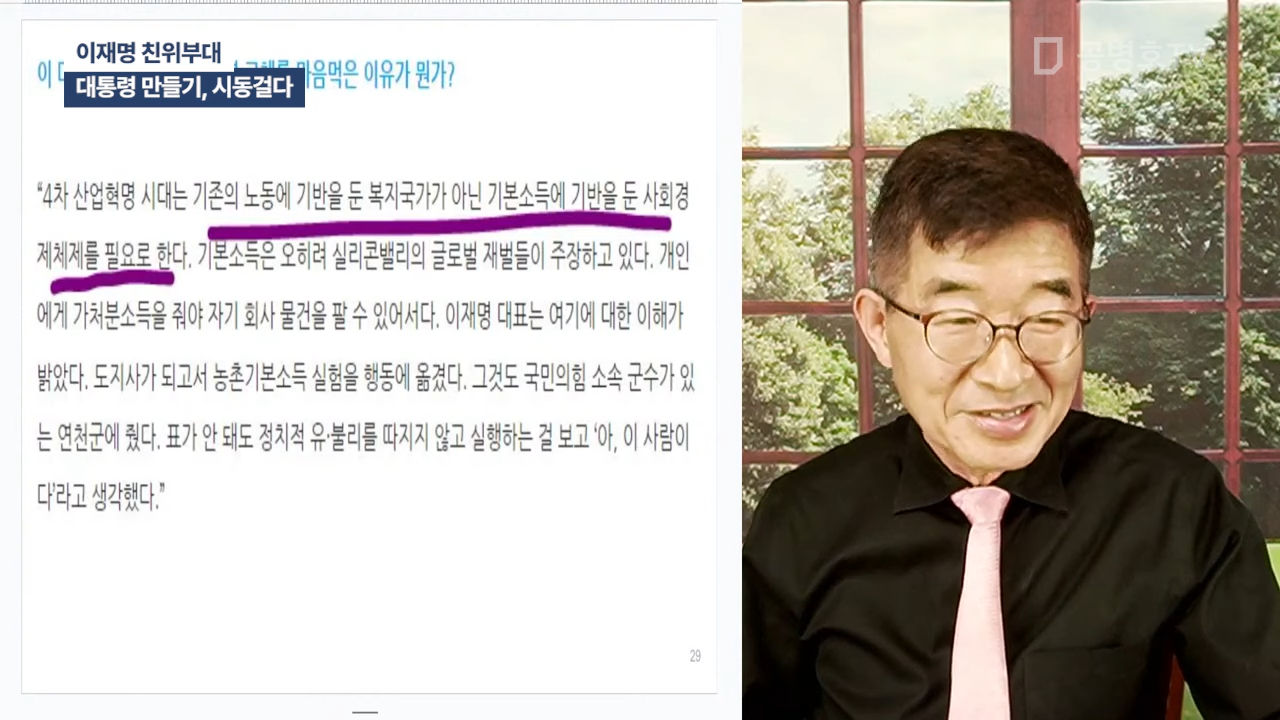 이재명 친위부대
대통령 만들기, 시동걸다
이 마음먹은 이유가 뭔가?
“4차 산업혁명 시대는 기존의 노동에 기반을 둔 복지국가가 아닌 기본소득에 기반을 둔 사회경
제체제를 필요로 한다. 기본소득은 오히려 실리콘밸리의 글로벌 재벌들이 주장하고 있다. 개인
에게 가처분소득을 줘야 자기 회사 물건을 팔 수 있어서다. 이재명 대표는 여기에 대한 이해가
밝았다. 도지사가 되고서 농촌기본소득 실험을 행동에 옮겼다. 그것도 국민의힘 소속 군수가 있
는 연천군에 줬다. 표가 안 돼도 정치적 유·불리를 따지지 않고 실행하는 걸 보고 ‘아, 이 사람이
다’라고 생각했다.”
29